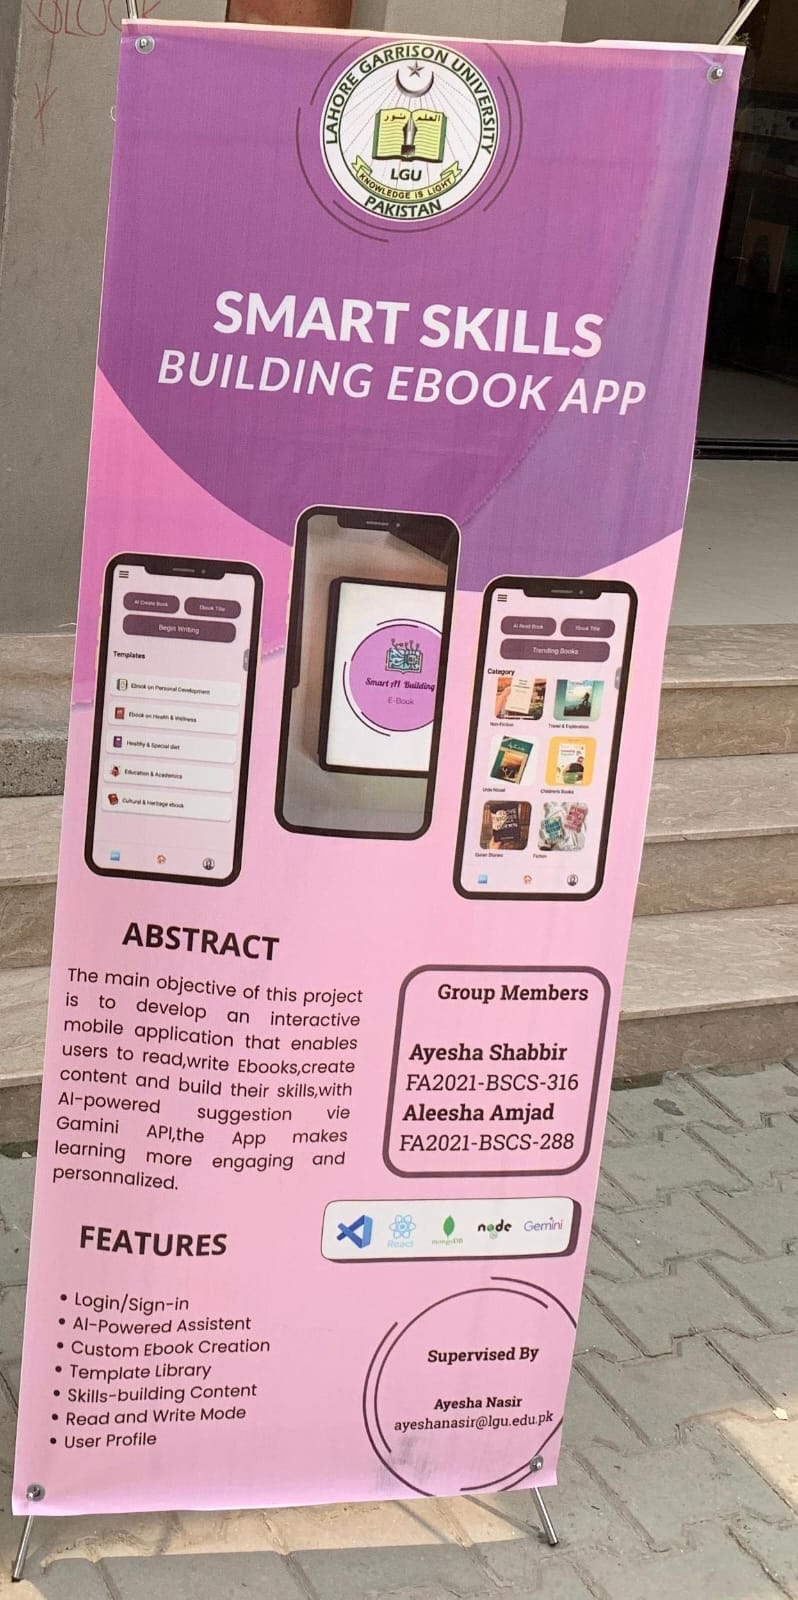 BLOCK
LAHORE GARRISON UNIVERSITY
العلم نور
LGU
KNOWLEDGE IS LIGHT
PAKISTAN
SMART SKILLS
BUILDING EBOOK APP
AI Create Book
Ebook Title
Begin Writing
Templates
Ebook on Personal Development
Ebook on Health & Wellness
Healthy & Special diet
Education & Academics
Cultural & Heritage ebook
Smart AI Building
E-Book
AI Read Book
Ebook Title
Trending Books
Category
Non-Fiction
Travel & Exploration
Urdu Novel
Children's Books
Fiction
ABSTRACT
The main objective of this project
is to develop an interactive
mobile application that enables
users to read,write Ebooks,create
content and build their skills,with
AI-powered suggestion vie
Gamini API,the App makes
learning more engaging and
personnalized.
Group Members
Ayesha Shabbir
FA2021-BSCS-316
Aleesha Amjad
FA2021-BSCS-288
React
mongoDB
node
Gemini
FEATURES
• Login/Sign-in
• AI-Powered Assistent
• Custom Ebook Creation
• Template Library
• Skills-building Content
• Read and Write Mode
• User Profile
Supervised By
Ayesha Nasir
ayeshanasir@lgu.edu.pk